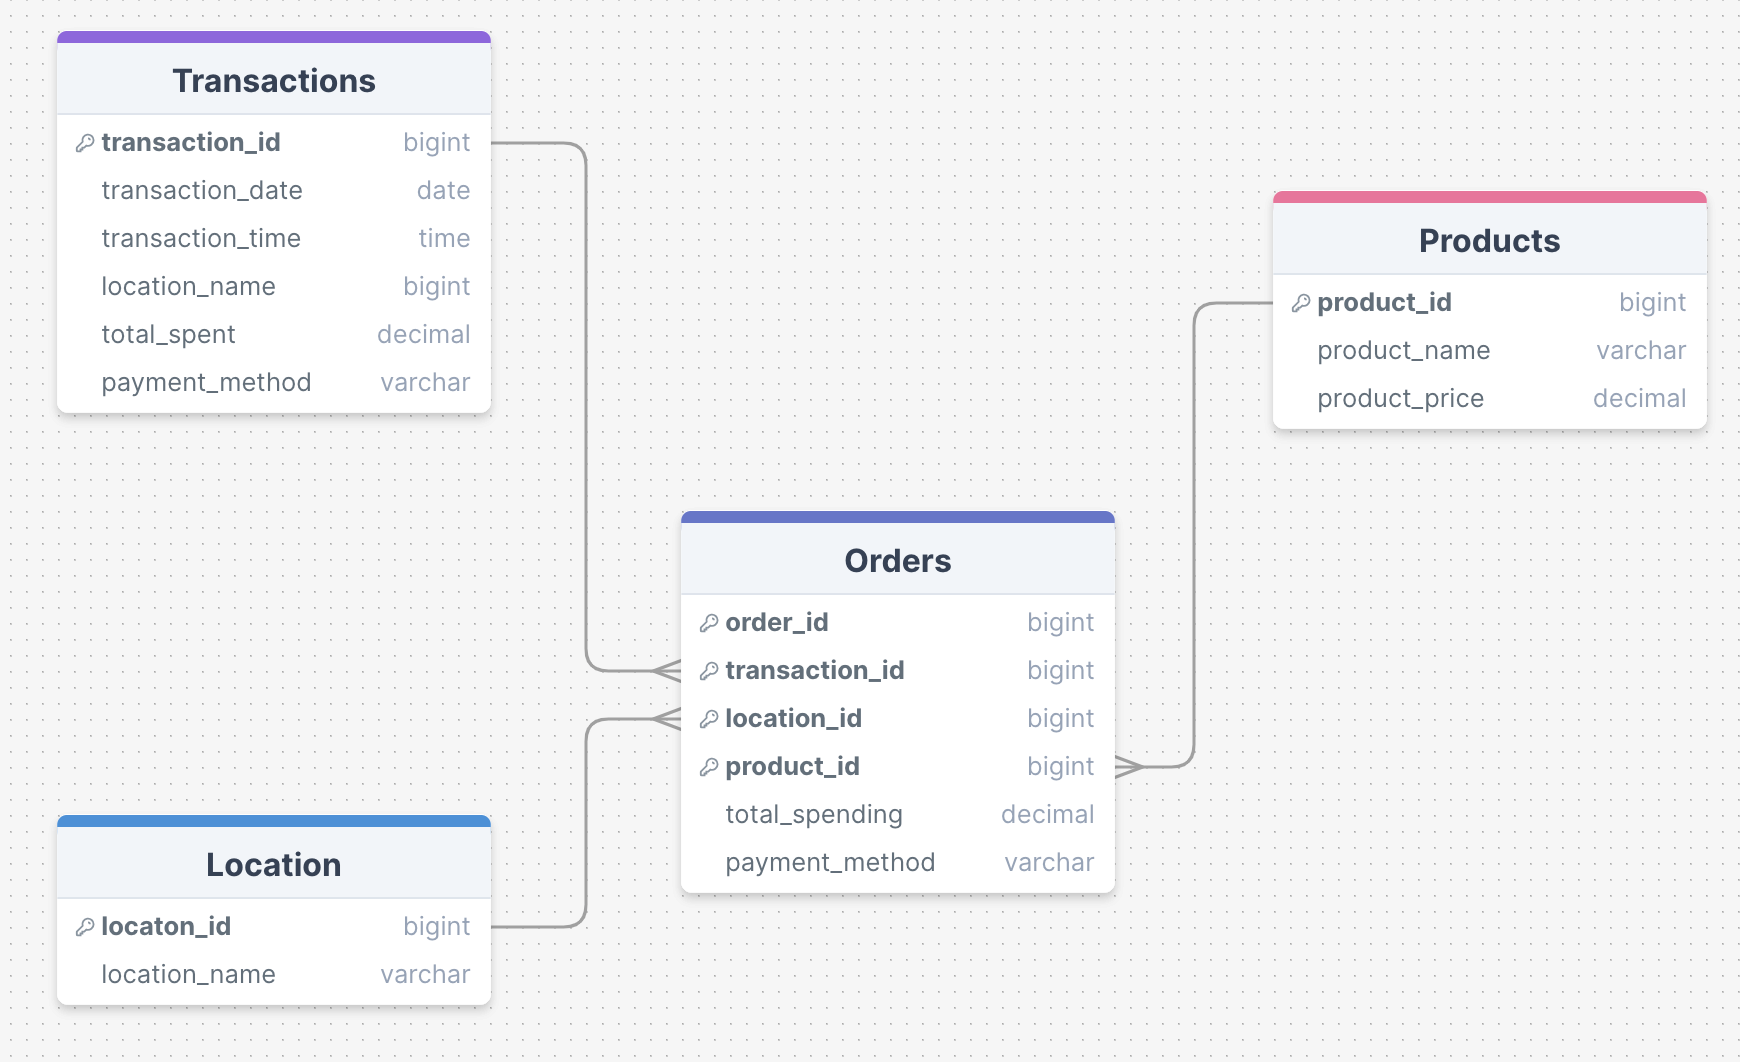 Transactions
transaction_id bigint
transaction_date date
transaction_time time
location_name bigint
total_spent decimal
payment_method varchar
Products
product_id bigint
product_name varchar
product_price decimal
Orders
order_id bigint
transaction_id bigint
location_id bigint
product_id bigint
total_spending decimal
payment_method varchar
Location
locaton_id bigint
location_name varchar